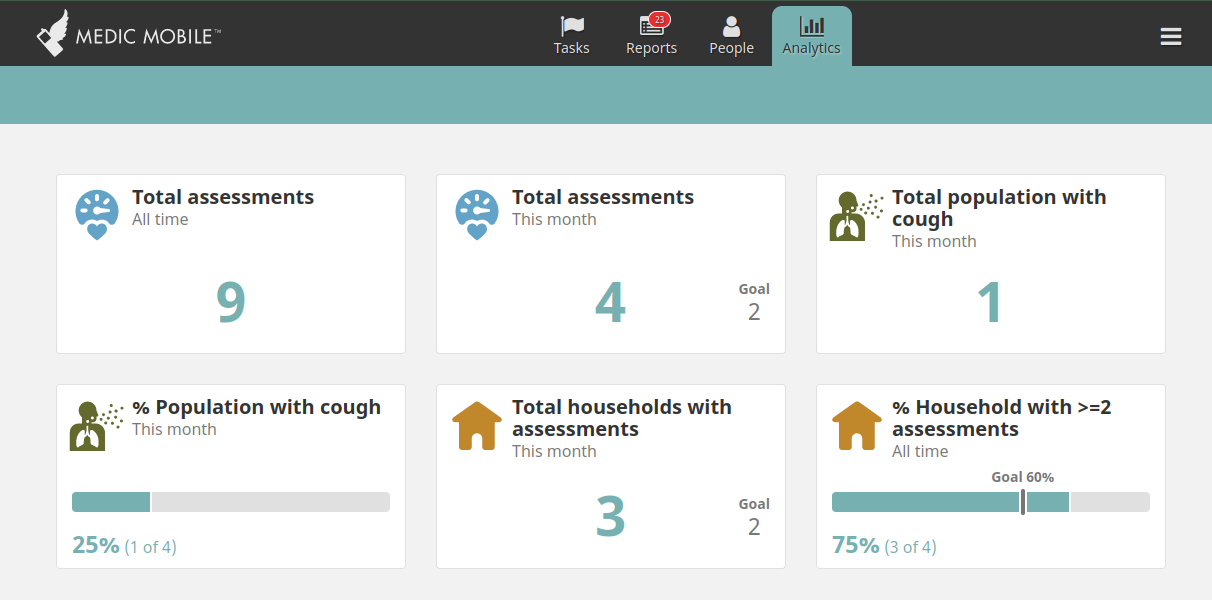 MEDIC MOBILE™
Tasks
23
Reports
People
Analytics
Total assessments
All time
9
Total assessments
This month
4
Goal
2
Total population with
cough
This month
1
% Population with cough
This month
25% (1 of 4)
Total households with
assessments
This month
3
Goal
2
% Household with >=2
assessments
All time
Goal 60%
75% (3 of 4)